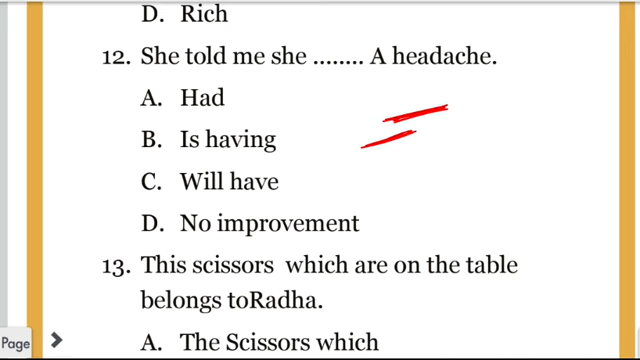 D. Rich
12. She told me she ........ A headache.
A. Had
B. Is having
C. Will have
D. No improvement
13. This scissors which are on the table
belongs toRadha.
Page
A. The Scissors which